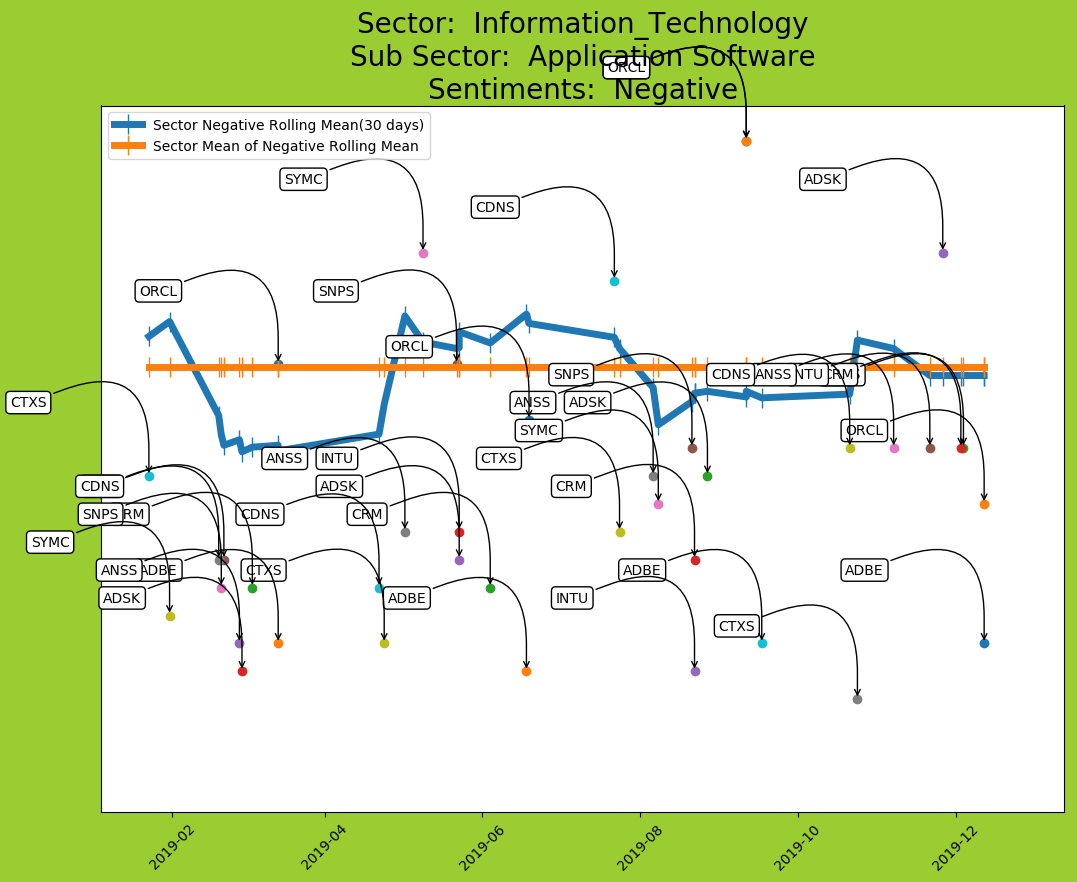 Sector:  Information_Technology
Sub Sector:  Application Software
Sentiments:  Negative
ORCL
Sector Negative Rolling Mean(30 days)
Sector Mean of Negative Rolling Mean
SYMC
CDNS
ADSK
ORCL
SNPS
ORCL
SNPS
CDNS
ANSS
INTU
CRM
CTXS
ANSS
ADSK
SYMC
ORCL
ANSS
INTU
CTXS
CDNS
ADSK
CRM
SNPS
CRM
CDNS
CRM
SYMC
ANSS
ADBE
CTXS
ADBE
ADBE
ADSK
ADBE
INTU
CTXS
2019-02
2019-04
2019-06
2019-08
2019-10
2019-12